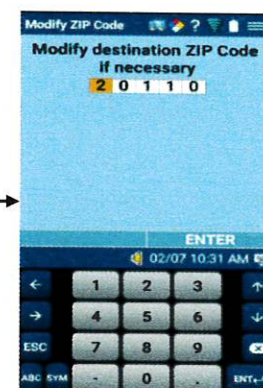 Modify ZIP Code ?
Modify destination ZIP Code
if necessary
2 0 1 1 0
ENTER
02/07 10:31 AM
← 1 2 3 ↑
→ 4 5 6 ↓
ESC 7 8 9
ABC SYM - 0 ENT